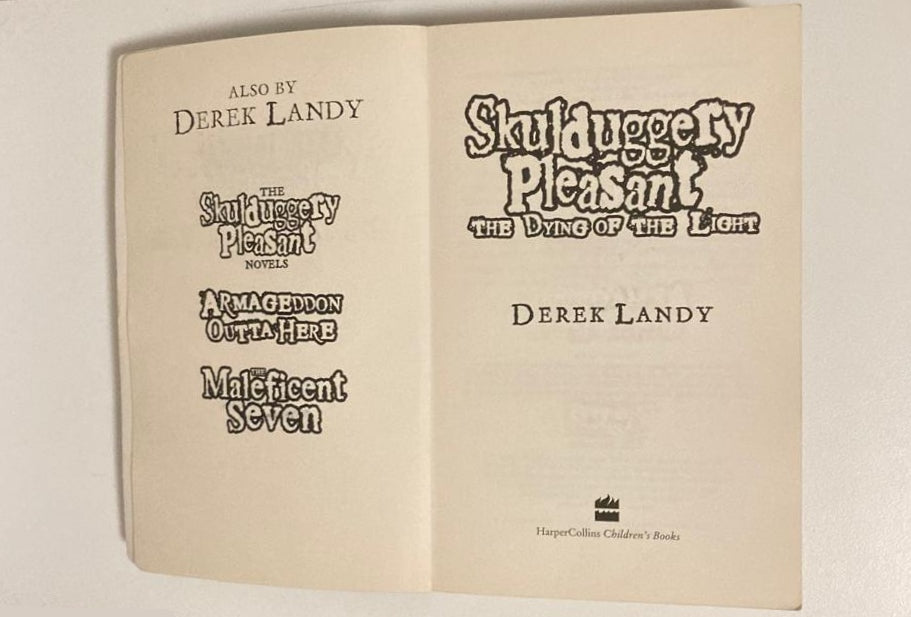 ALSO BY
DEREK LANDY
THE
Skulduggery
Pleasant
NOVELS
ARMAGEDDON
OUTTA HERE
THE
Maleficent
Seven
Skulduggery
Pleasant
THE DYING OF THE LIGHT
DEREK LANDY
HarperCollins Children's Books